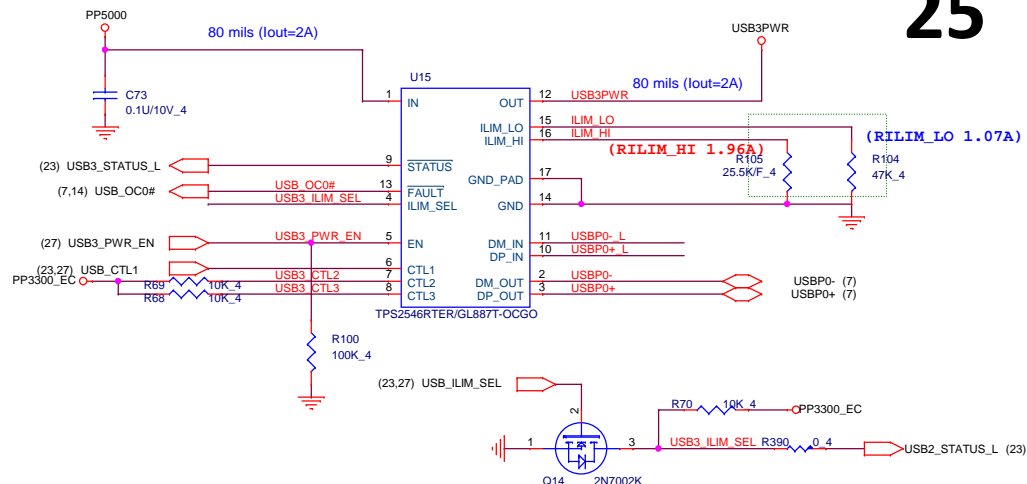 25
PP5000
80 mils (Iout=2A)
USB3PWR
U15
80 mils (Iout=2A)
C73
0.1U/10V_4
1 IN OUT 12 USB3PWR
ILIM_LO 15 ILIM_LO
ILIM_HI 16 ILIM_HI
(RILIM_HI 1.96A)
(RILIM_LO 1.07A)
R105
25.5K/F_4
R104
47K_4
(23) USB3_STATUS_L 9 STATUS
GND_PAD 17
(7,14) USB_OC0# USB_OC0# 13 FAULT
USB3_ILIM_SEL 4 ILIM_SEL GND 14
(27) USB3_PWR_EN USB3_PWR_EN 5 EN DM_IN 11 USBP0-_L
DP_IN 10 USBP0+_L
(23,27) USB_CTL1 6 CTL1
PP3300_EC R69 10K_4 USB3_CTL2 7 CTL2 DM_OUT 2 USBP0- USBP0- (7)
R68 10K_4 USB3_CTL3 8 CTL3 DP_OUT 3 USBP0+ USBP0+ (7)
TPS2546RTER/GL887T-OCGO
R100
100K_4
(23,27) USB_ILIM_SEL
2
R70 10K_4 PP3300_EC
1 3 USB3_ILIM_SEL R390 0_4 USB2_STATUS_L (23)
Q14 2N7002K